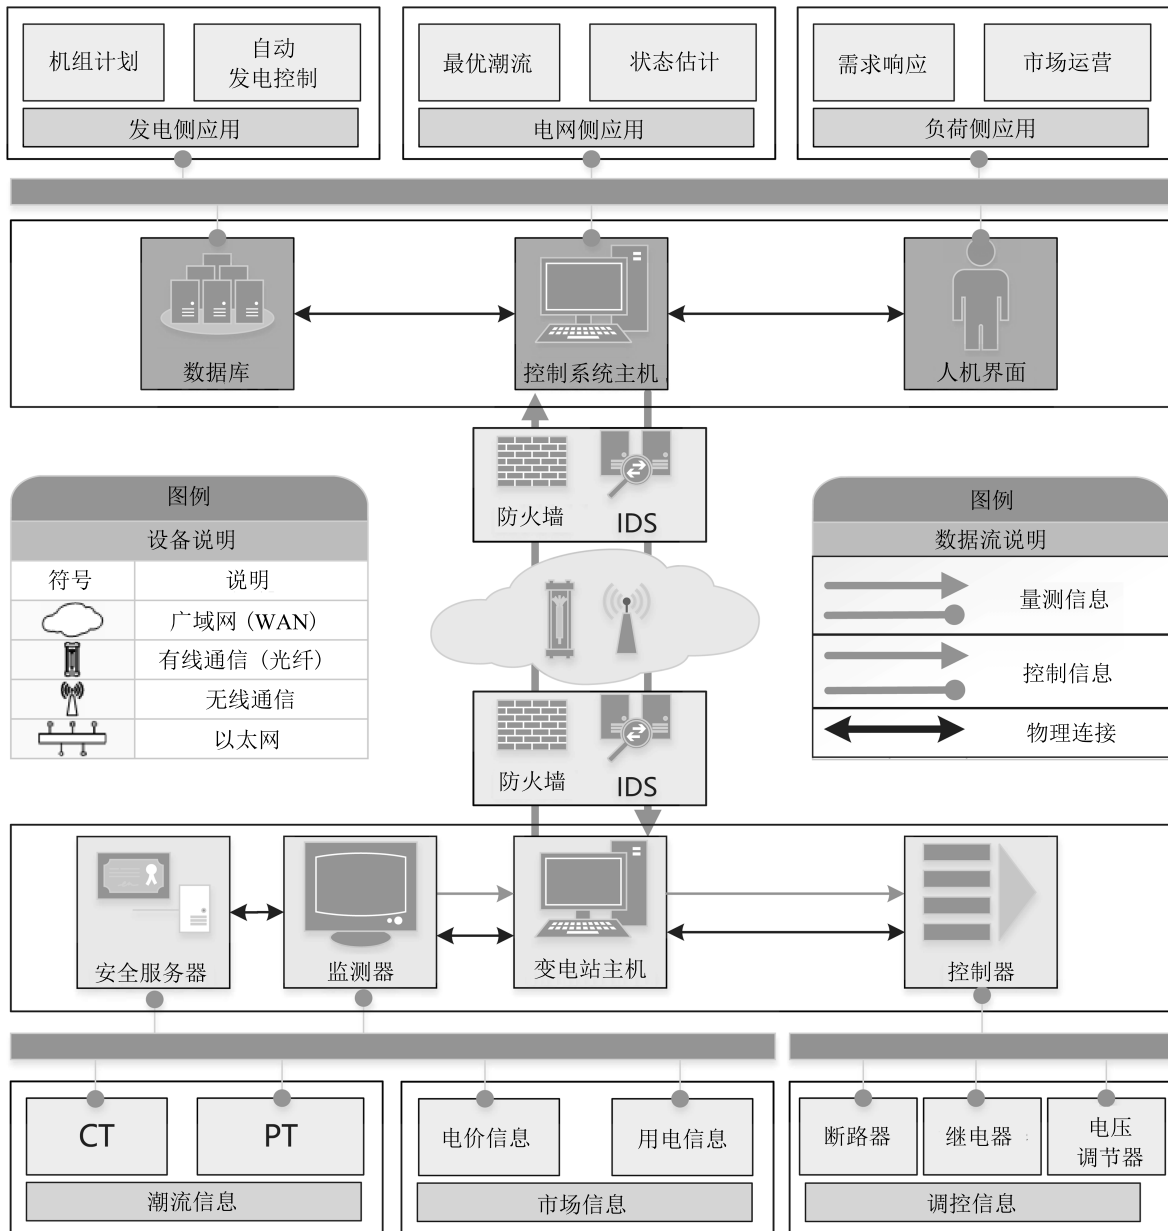 机组计划
自动
发电控制
发电侧应用
最优潮流
状态估计
电网侧应用
需求响应
市场运营
负荷侧应用
数据库
控制系统主机
人机界面
防火墙
IDS
图例
设备说明
符号
说明
广域网（WAN）
有线通信（光纤）
无线通信
以太网
图例
数据流说明
量测信息
控制信息
物理连接
防火墙
IDS
安全服务器
监测器
变电站主机
控制器
CT
PT
潮流信息
电价信息
用电信息
市场信息
断路器
继电器
电压
调节器
调控信息